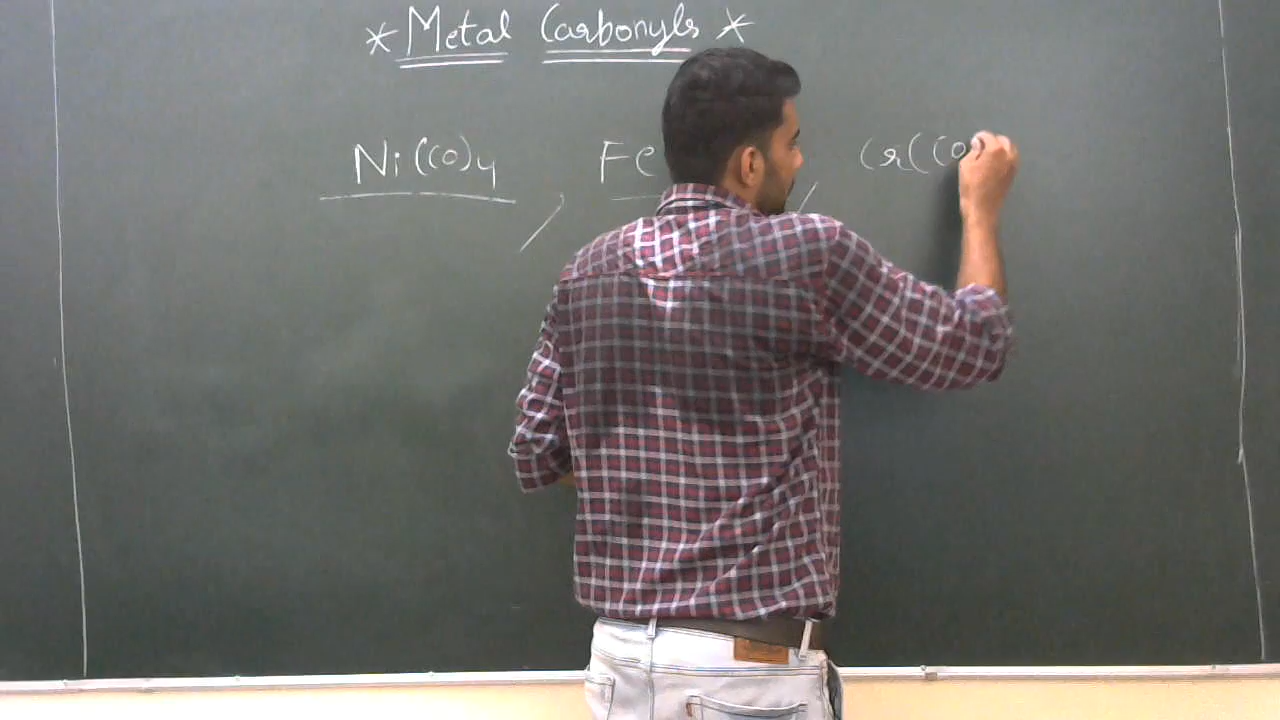 * Metal Carbonyls *
Ni(CO)4 , Fe , Cr(CO